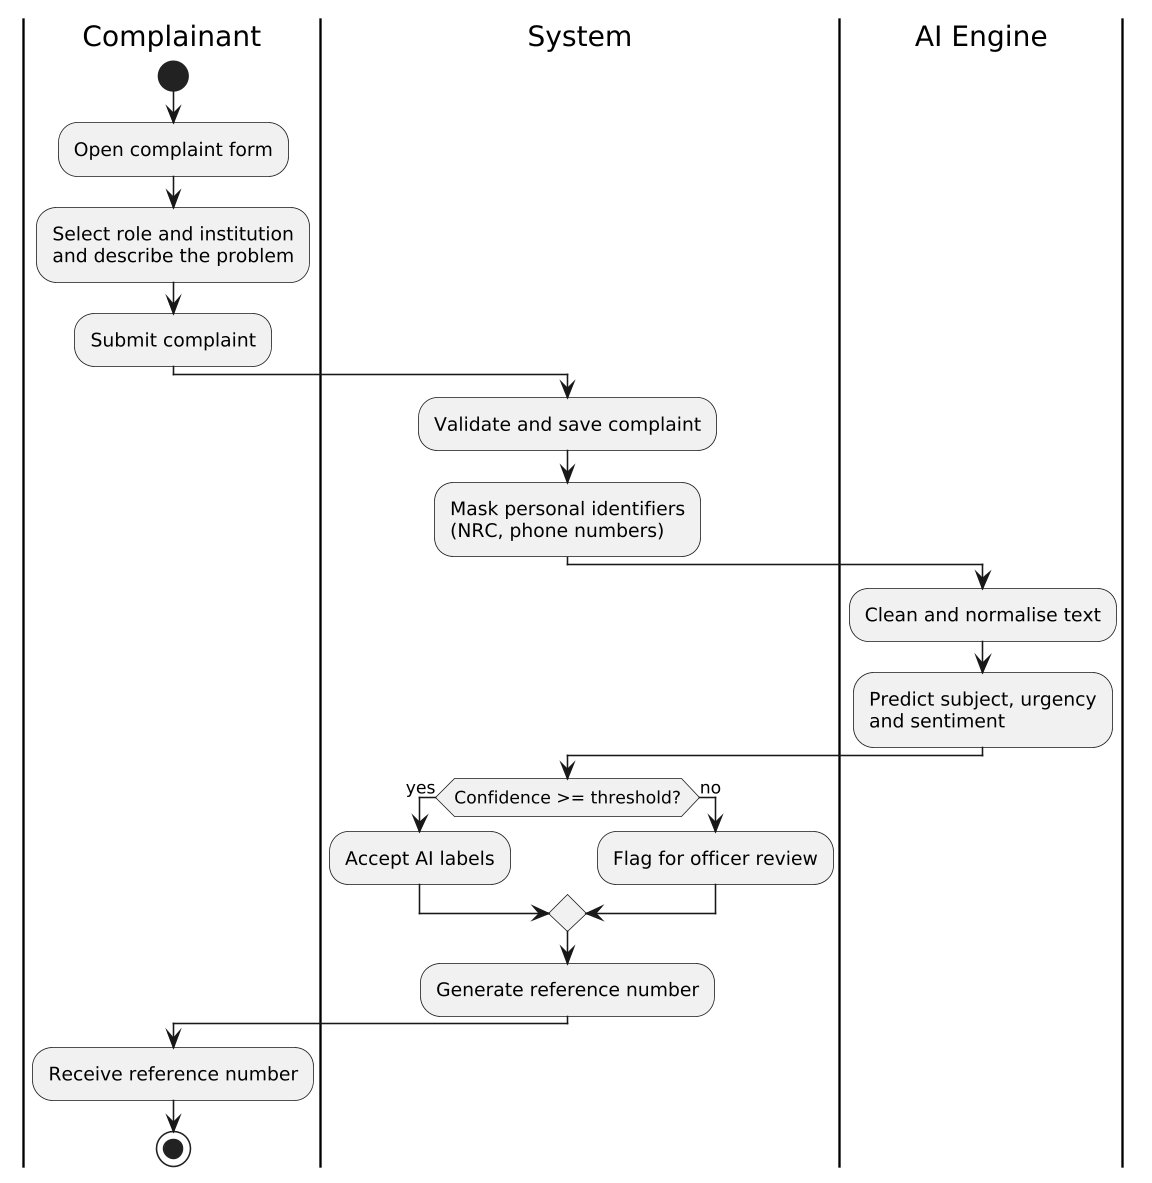 Complainant
System
AI Engine
Open complaint form
Select role and institution
and describe the problem
Submit complaint
Validate and save complaint
Mask personal identifiers
(NRC, phone numbers)
Clean and normalise text
Predict subject, urgency
and sentiment
yes
Confidence >= threshold?
no
Accept AI labels
Flag for officer review
Generate reference number
Receive reference number